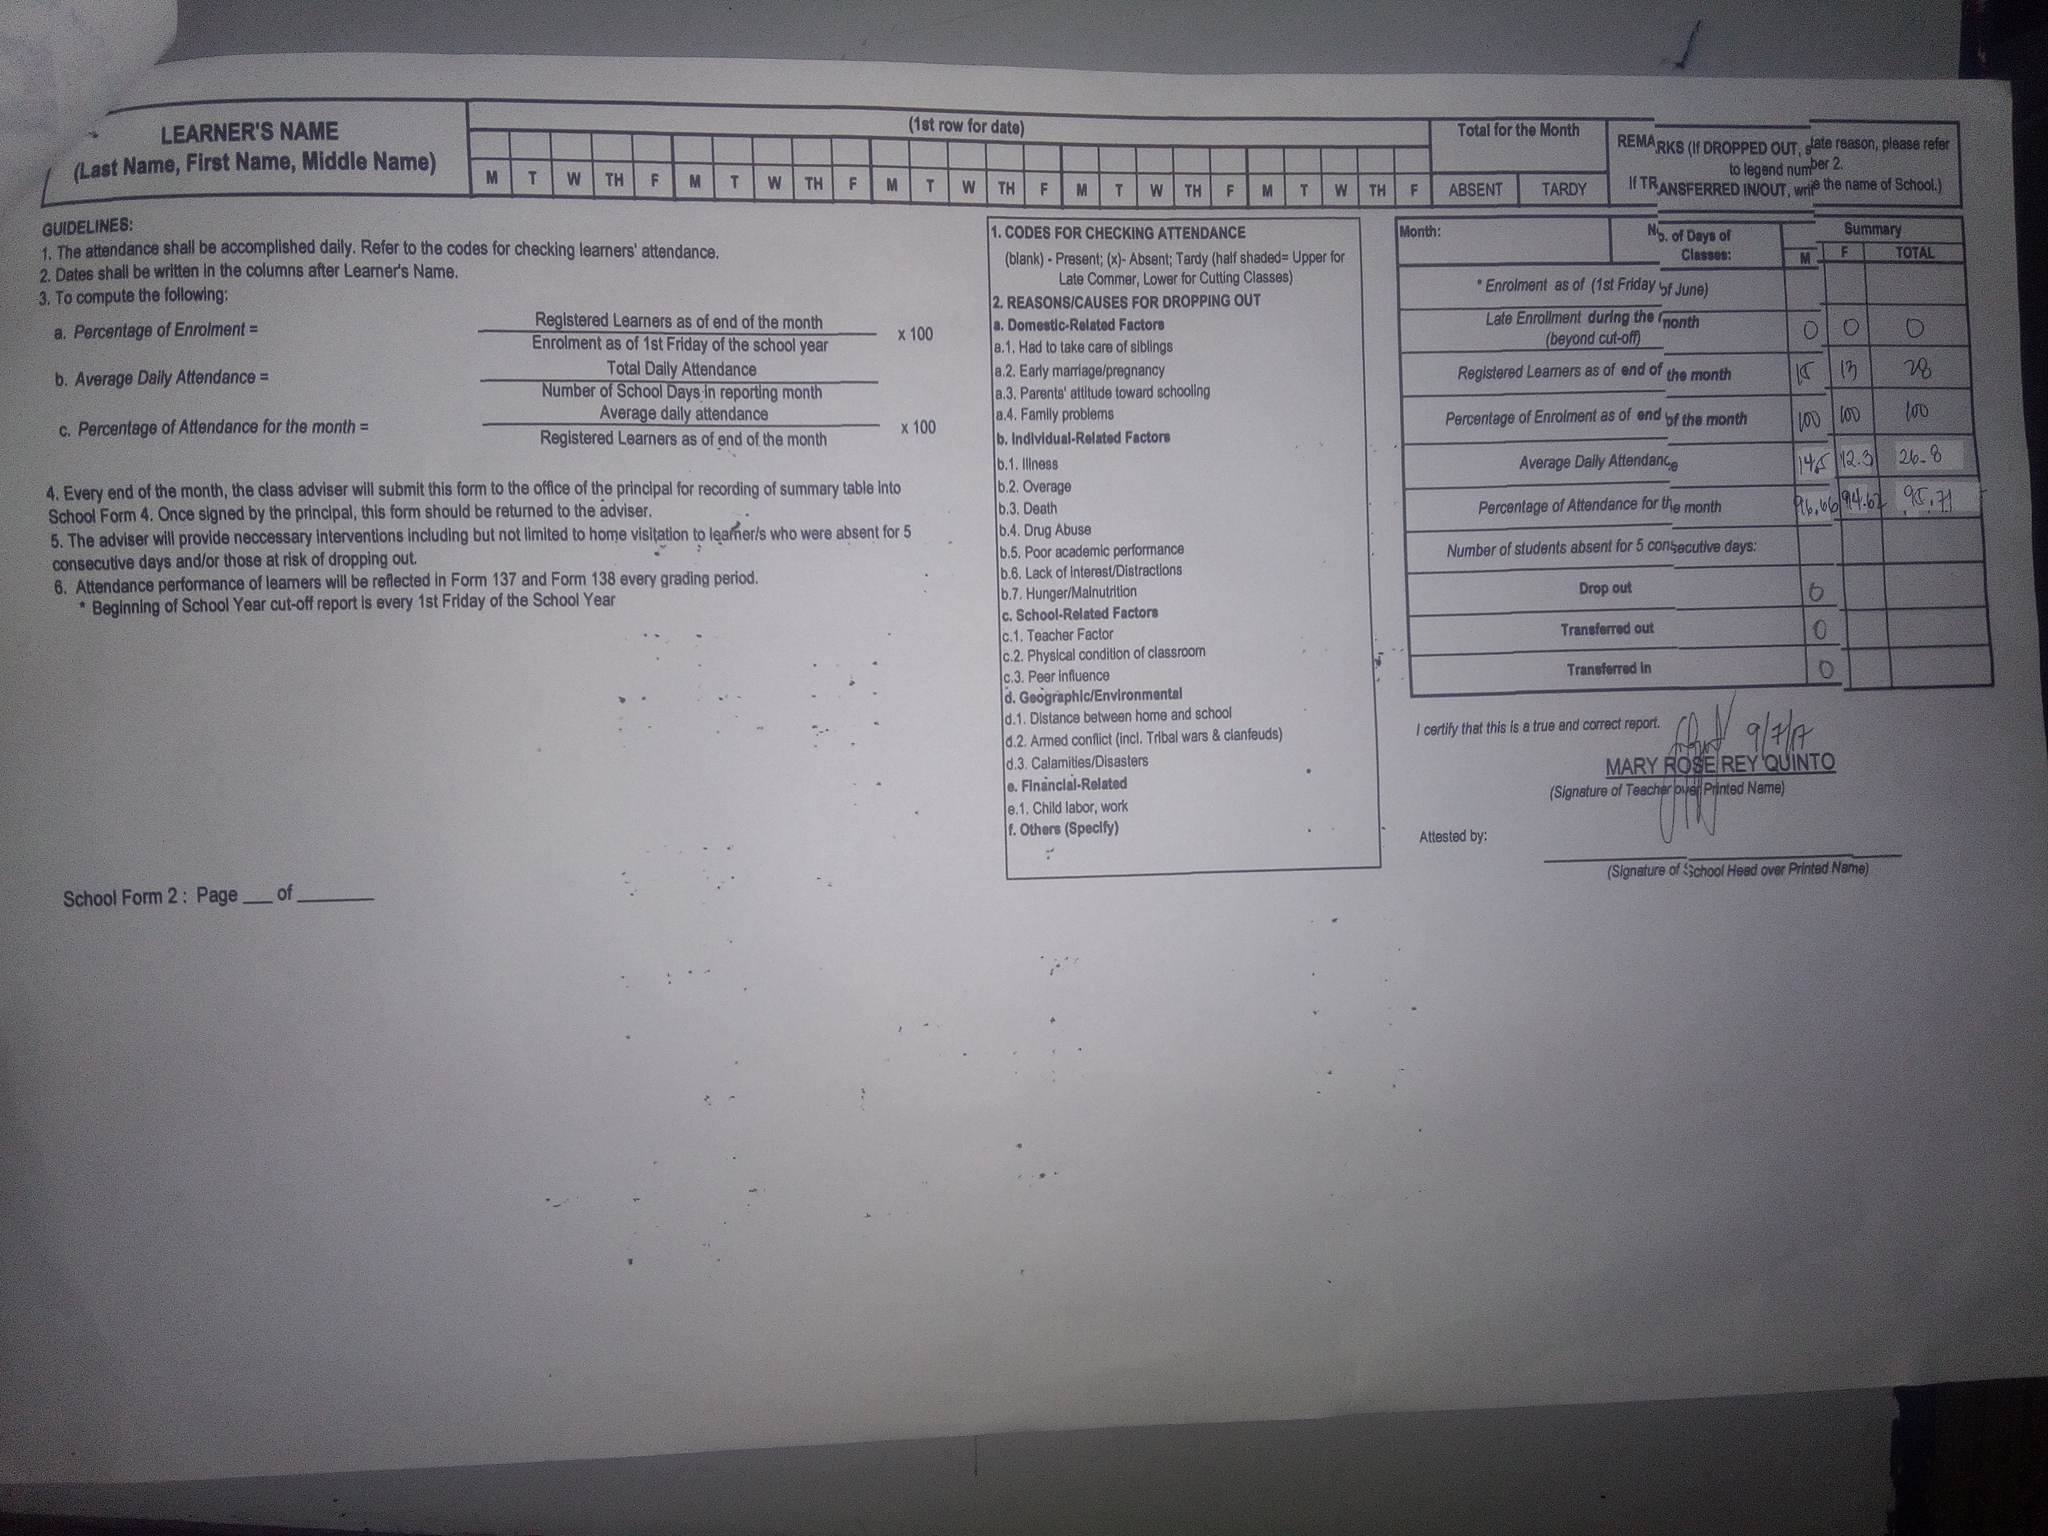 LEARNER'S NAME
(Last Name, First Name, Middle Name)
(1st row for date)
M T W TH F M T W TH F M T W TH F M T W TH F M T W TH F
Total for the Month
ABSENT TARDY
REMARKS (If DROPPED OUT, state reason, please refer
to legend number 2.
If TRANSFERRED IN/OUT, write the name of School.)
GUIDELINES:
1. The attendance shall be accomplished daily. Refer to the codes for checking learners' attendance.
2. Dates shall be written in the columns after Learner's Name.
3. To compute the following:
a. Percentage of Enrolment =
Registered Learners as of end of the month
x 100
Enrolment as of 1st Friday of the school year
b. Average Daily Attendance =
Total Daily Attendance
Number of School Days in reporting month
c. Percentage of Attendance for the month =
Average daily attendance
x 100
Registered Learners as of end of the month
4. Every end of the month, the class adviser will submit this form to the office of the principal for recording of summary table into
School Form 4. Once signed by the principal, this form should be returned to the adviser.
5. The adviser will provide neccessary interventions including but not limited to home visitation to learner/s who were absent for 5
consecutive days and/or those at risk of dropping out.
6. Attendance performance of learners will be reflected in Form 137 and Form 138 every grading period.
* Beginning of School Year cut-off report is every 1st Friday of the School Year
School Form 2 : Page ___ of _______
1. CODES FOR CHECKING ATTENDANCE
(blank) - Present; (x)- Absent; Tardy (half shaded= Upper for
Late Commer, Lower for Cutting Classes)
2. REASONS/CAUSES FOR DROPPING OUT
a. Domestic-Related Factors
a.1. Had to take care of siblings
a.2. Early marriage/pregnancy
a.3. Parents' attitude toward schooling
a.4. Family problems
b. Individual-Related Factors
b.1. Illness
b.2. Overage
b.3. Death
b.4. Drug Abuse
b.5. Poor academic performance
b.6. Lack of interest/Distractions
b.7. Hunger/Malnutrition
c. School-Related Factors
c.1. Teacher Factor
c.2. Physical condition of classroom
c.3. Peer influence
d. Geographic/Environmental
d.1. Distance between home and school
d.2. Armed conflict (incl. Tribal wars & clanfeuds)
d.3. Calamities/Disasters
e. Financial-Related
e.1. Child labor, work
f. Others (Specify)
Month:
No. of Days of
Classes:
Summary
M F TOTAL
* Enrolment as of (1st Friday of June)
Late Enrollment during the month
(beyond cut-off)
0 0 0
Registered Learners as of end of the month 15 13 28
Percentage of Enrolment as of end of the month 100 100 100
Average Daily Attendance 14.5 12.3 26.8
Percentage of Attendance for the month 96.66 94.62 95.71
Number of students absent for 5 consecutive days:
Drop out 0
Transferred out 0
Transferred in 0
I certify that this is a true and correct report.
9/7/17
MARY ROSE REY QUINTO
(Signature of Teacher over Printed Name)
Attested by:
(Signature of School Head over Printed Name)